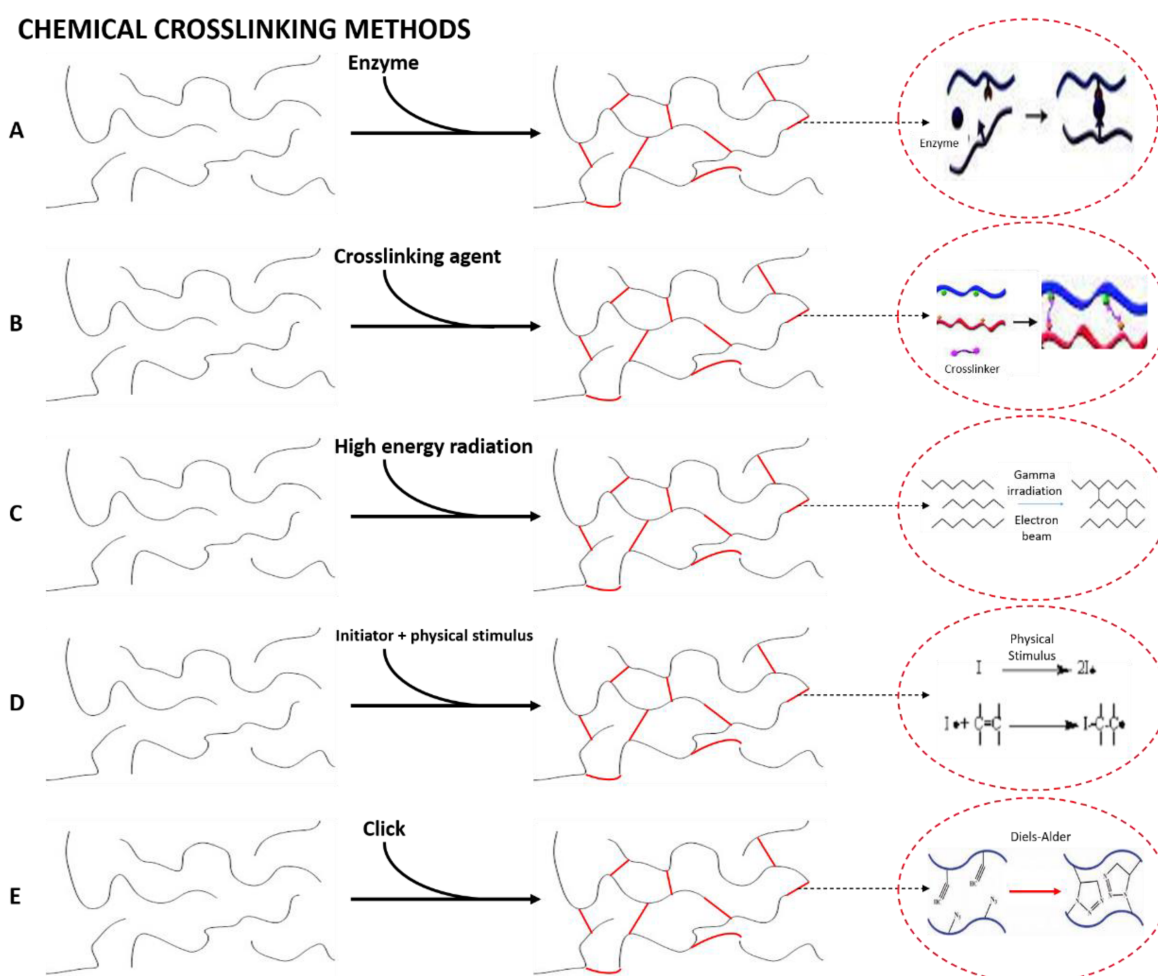 CHEMICAL CROSSLINKING METHODS
A
Enzyme
Enzyme
B
Crosslinking agent
Crosslinker
C
High energy radiation
Gamma
irradiation
Electron
beam
D
Initiator + physical stimulus
Physical
Stimulus
I 2I•
I• + C=C I-C-C•
E
Click
Diels-Alder